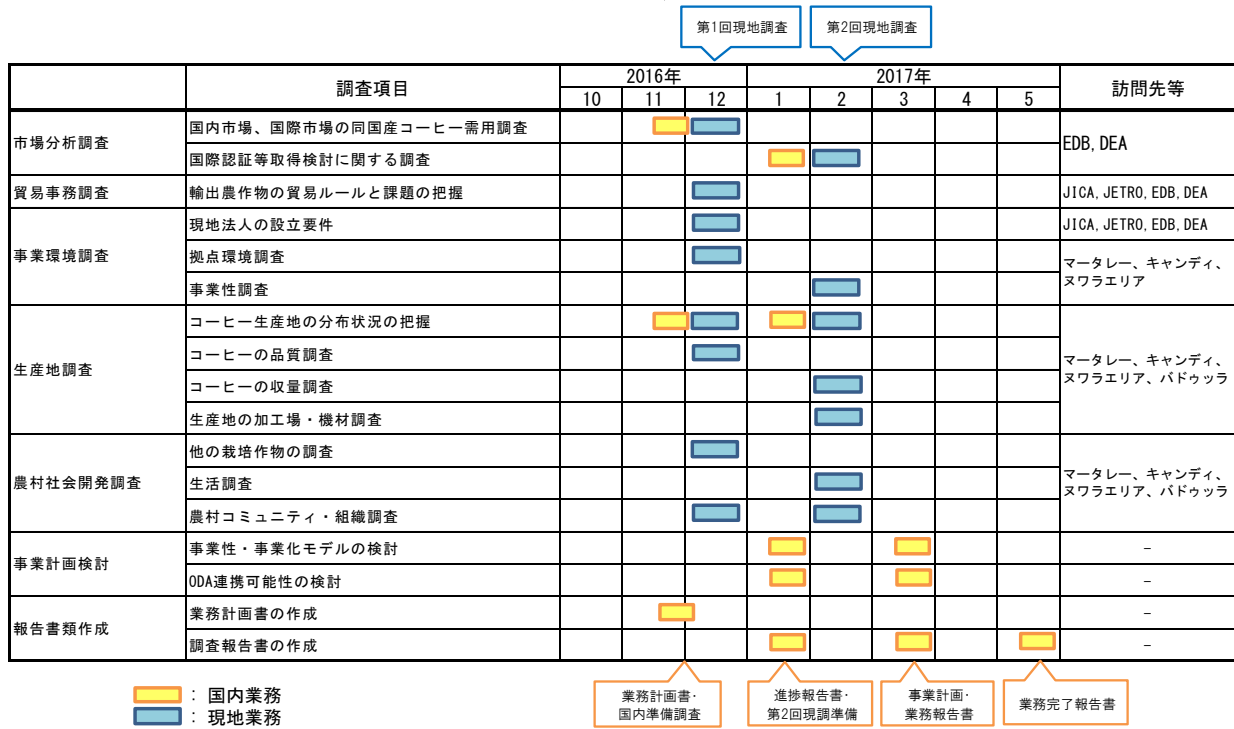 第1回現地調査
第2回現地調査
調査項目
2016年
2017年
訪問先等
10 11 12 1 2 3 4 5
市場分析調査
国内市場、国際市場の同国産コーヒー需用調査
EDB, DEA
国際認証等取得検討に関する調査
貿易事務調査
輸出農作物の貿易ルールと課題の把握
JICA, JETRO, EDB, DEA
事業環境調査
現地法人の設立要件
JICA, JETRO, EDB, DEA
拠点環境調査
マータレー、キャンディ、
ヌワラエリア
事業性調査
生産地調査
コーヒー生産地の分布状況の把握
コーヒーの品質調査
マータレー、キャンディ、
ヌワラエリア、バドゥッラ
コーヒーの収量調査
生産地の加工場・機材調査
農村社会開発調査
他の栽培作物の調査
生活調査
マータレー、キャンディ、
ヌワラエリア、バドゥッラ
農村コミュニティ・組織調査
事業計画検討
事業性・事業化モデルの検討
−
ODA連携可能性の検討
−
報告書類作成
業務計画書の作成
−
調査報告書の作成
−
： 国内業務
： 現地業務
業務計画書・
国内準備調査
進捗報告書・
第2回現調準備
事業計画・
業務報告書
業務完了報告書